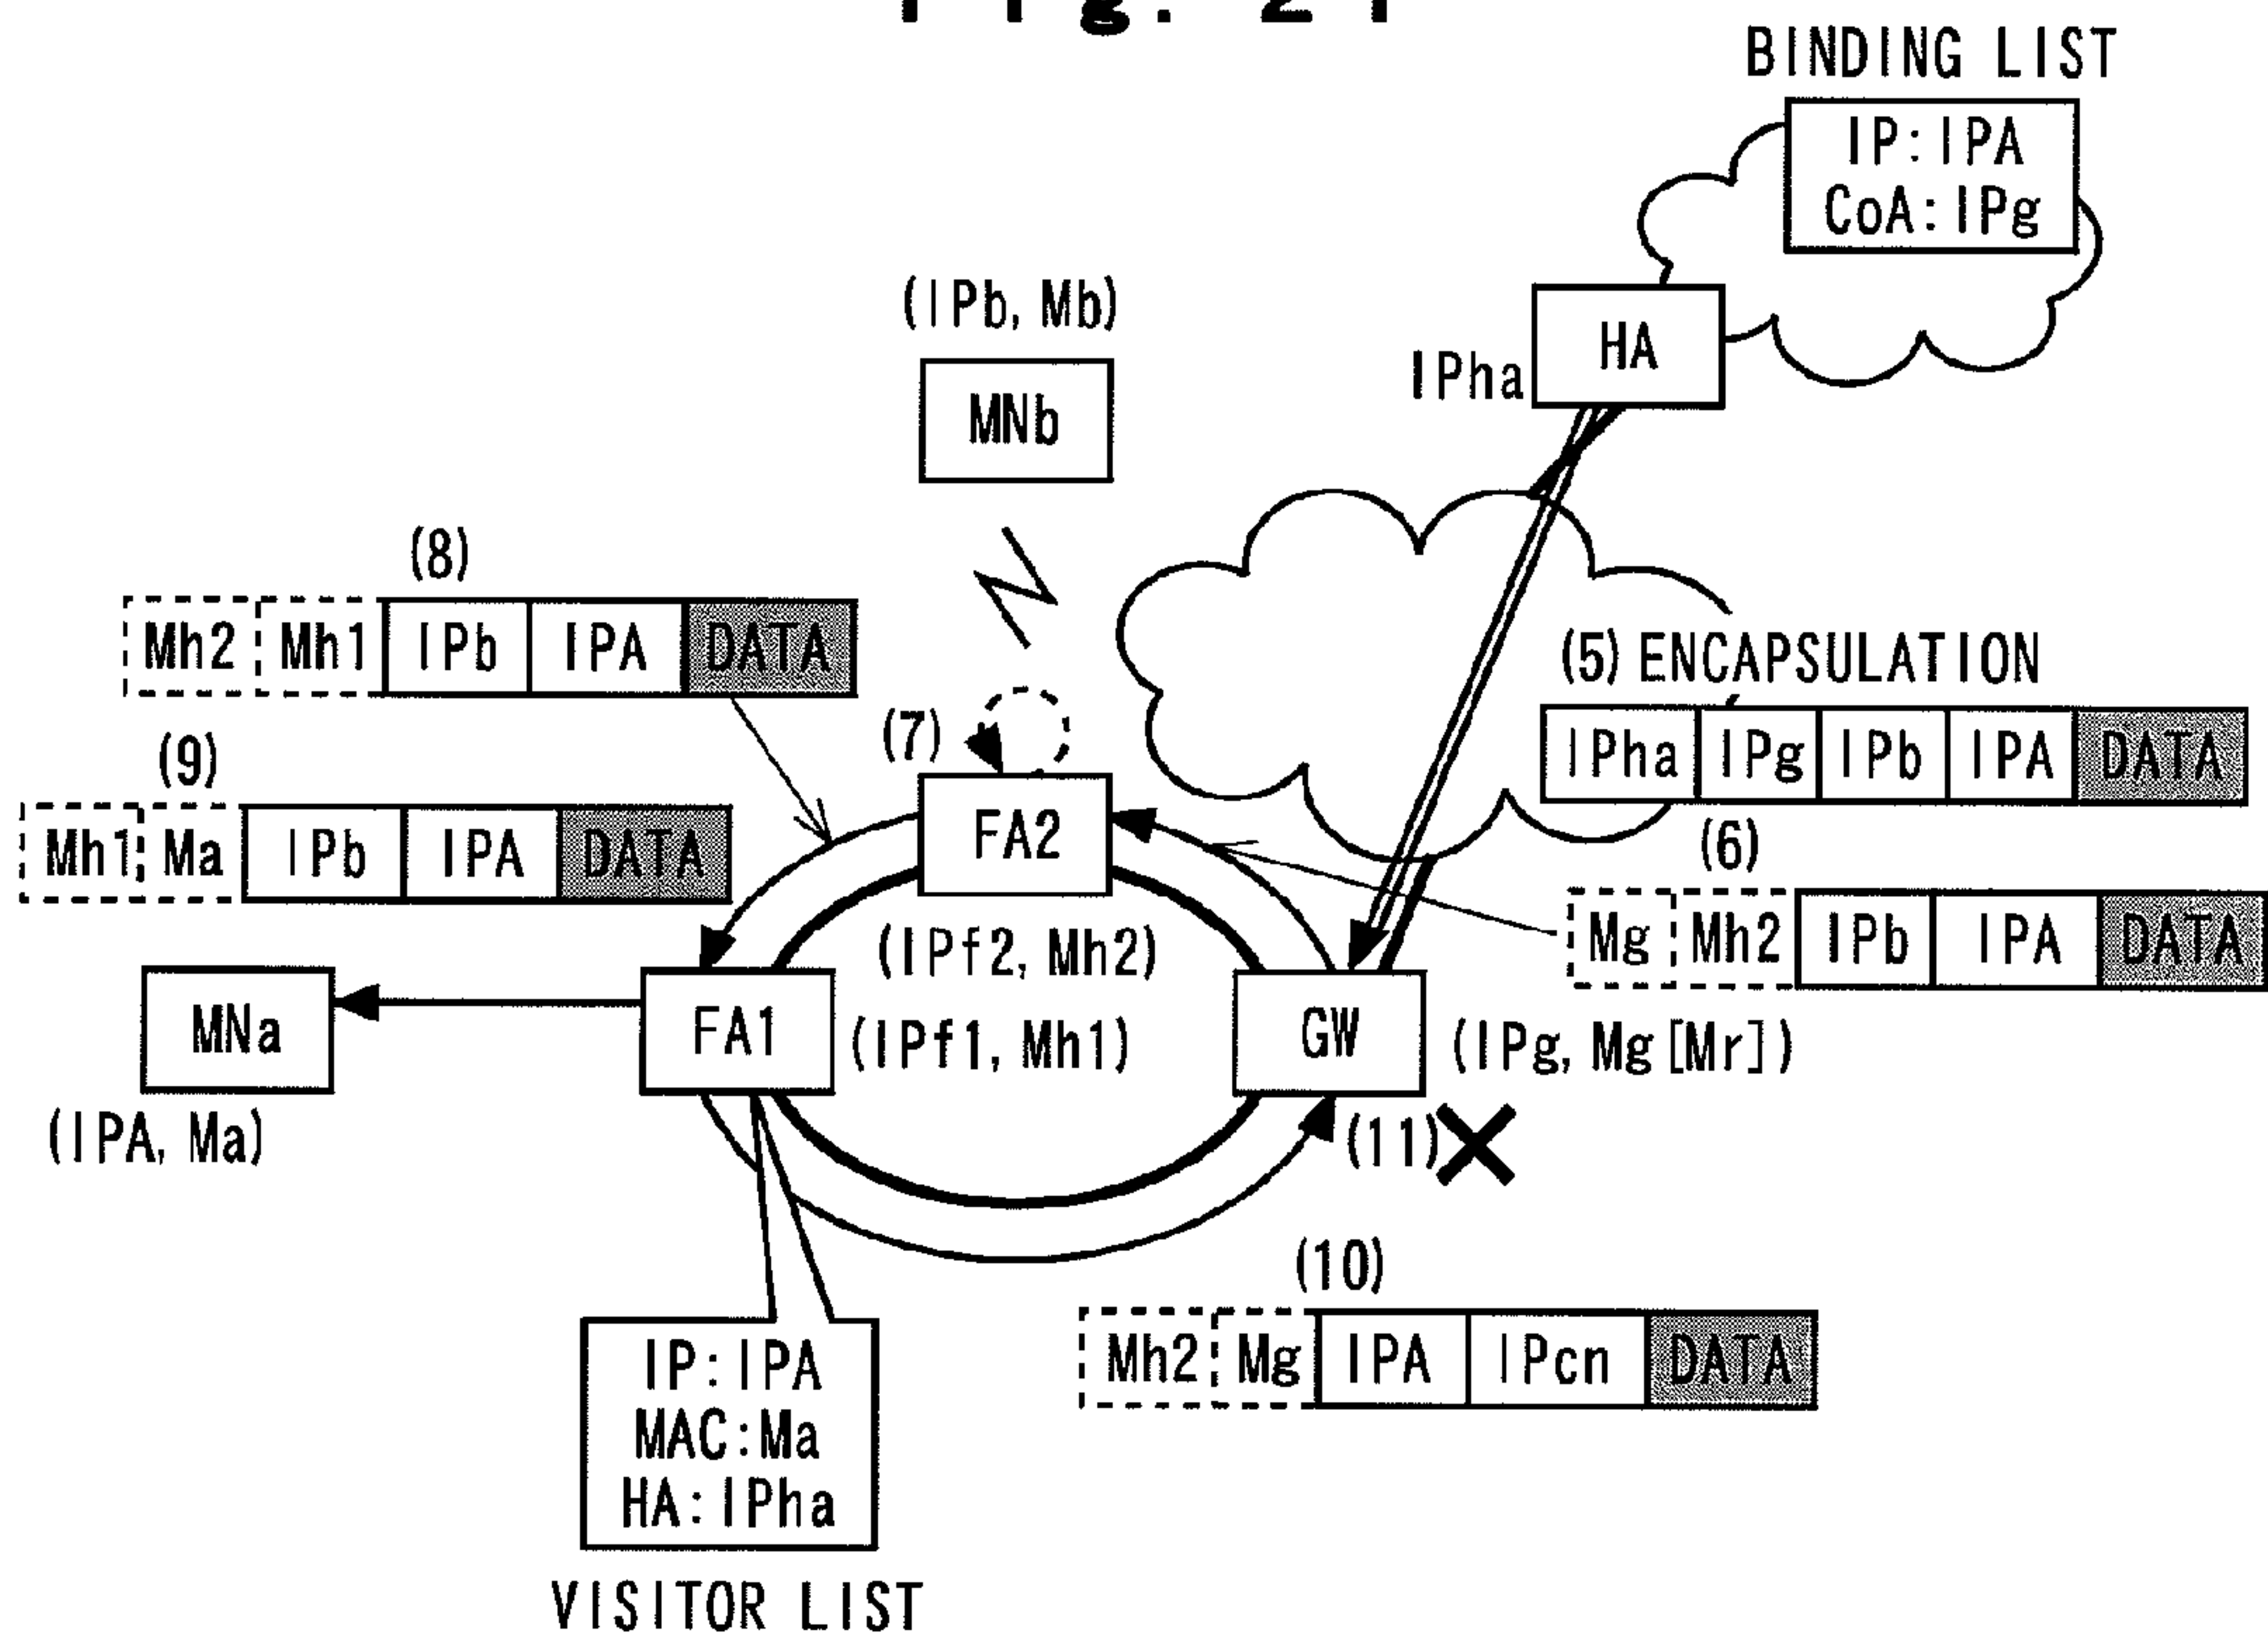 Fig. 21
BINDING LIST
IP:IPA
CoA:IPg
(IPb, Mb)
MNb
IPha
HA
(8)
Mh2 Mh1 IPb IPA DATA
(5) ENCAPSULATION
IPha IPg IPb IPA DATA
(7)
(9)
Mh1 Ma IPb IPA DATA
FA2
(6)
Mg Mh2 IPb IPA DATA
(IPf2, Mh2)
MNa
FA1
(IPf1, Mh1)
GW
(IPg, Mg[Mr])
(IPA, Ma)
(11)
(10)
Mh2 Mg IPA IPcn DATA
IP:IPA
MAC:Ma
HA:IPha
VISITOR LIST